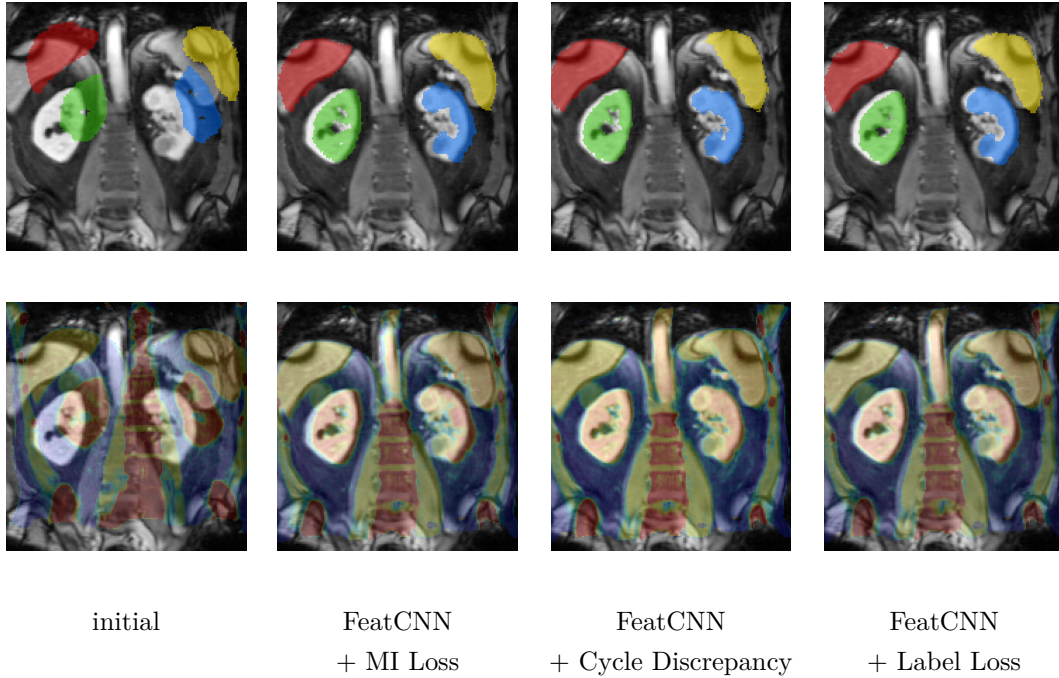 initial
FeatCNN
+ MI Loss
FeatCNN
+ Cycle Discrepancy
FeatCNN
+ Label Loss